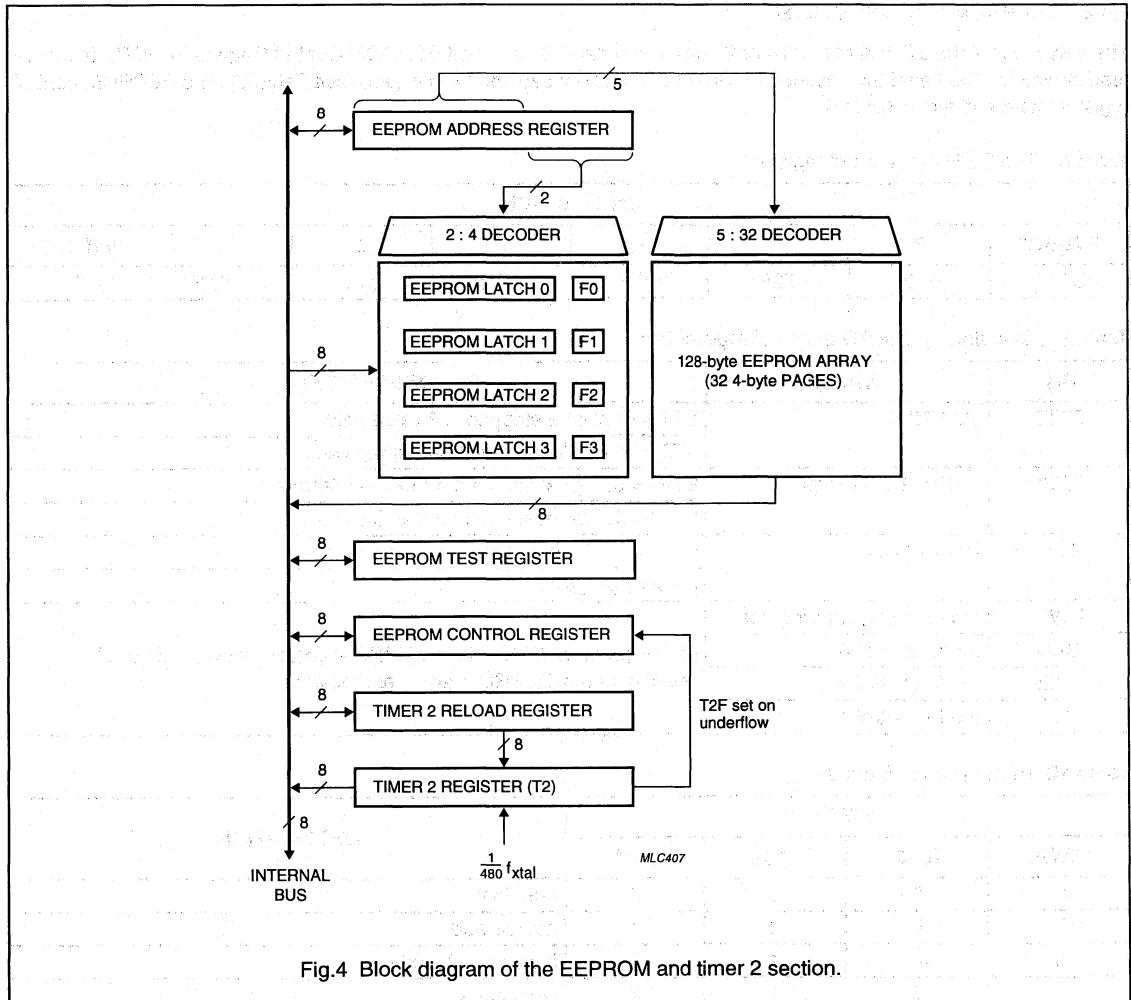 5
8
EEPROM ADDRESS REGISTER
2
2 : 4 DECODER
5 : 32 DECODER
EEPROM LATCH 0 F0
EEPROM LATCH 1 F1
8
128-byte EEPROM ARRAY
(32 4-byte PAGES)
EEPROM LATCH 2 F2
EEPROM LATCH 3 F3
8
8
EEPROM TEST REGISTER
8
EEPROM CONTROL REGISTER
8
TIMER 2 RELOAD REGISTER
T2F set on
underflow
8
8
TIMER 2 REGISTER (T2)
8
INTERNAL
BUS
1/480 fxtal
MLC407
Fig.4 Block diagram of the EEPROM and timer 2 section.